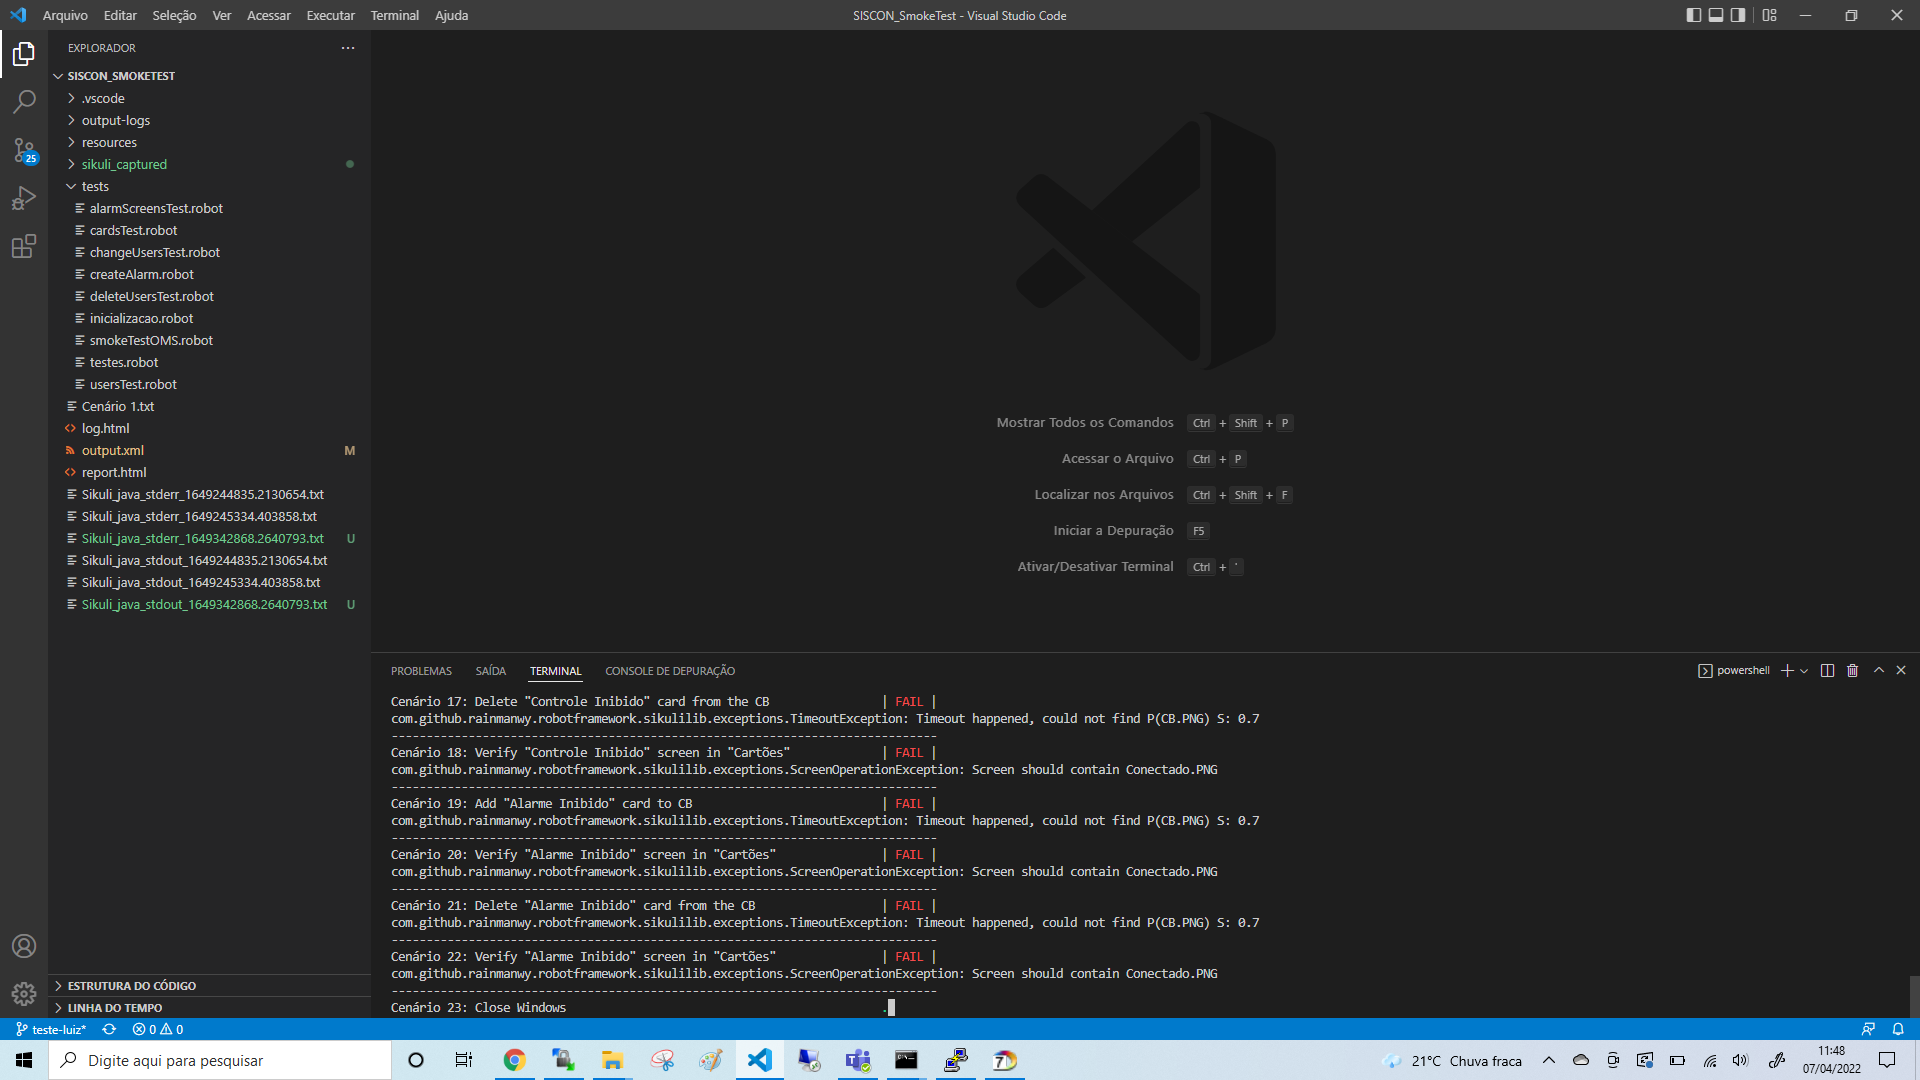 Arquivo Editar Seleção Ver Acessar Executar Terminal Ajuda
SISCON_SmokeTest - Visual Studio Code
EXPLORADOR
SISCON_SMOKETEST
.vscode
output-logs
resources
sikuli_captured
tests
alarmScreensTest.robot
cardsTest.robot
changeUsersTest.robot
createAlarm.robot
deleteUsersTest.robot
inicializacao.robot
smokeTestOMS.robot
testes.robot
usersTest.robot
Cenário 1.txt
log.html
output.xml M
report.html
Sikuli_java_stderr_1649244835.2130654.txt
Sikuli_java_stderr_1649245334.403858.txt
Sikuli_java_stderr_1649342868.2640793.txt U
Sikuli_java_stdout_1649244835.2130654.txt
Sikuli_java_stdout_1649245334.403858.txt
Sikuli_java_stdout_1649342868.2640793.txt U
25
ESTRUTURA DO CÓDIGO
LINHA DO TEMPO
Mostrar Todos os Comandos Ctrl + Shift + P
Acessar o Arquivo Ctrl + P
Localizar nos Arquivos Ctrl + Shift + F
Iniciar a Depuração F5
Ativar/Desativar Terminal Ctrl + '
PROBLEMAS SAÍDA TERMINAL CONSOLE DE DEPURAÇÃO
powershell
Cenário 17: Delete "Controle Inibido" card from the CB | FAIL |
com.github.rainmanwy.robotframework.sikulilib.exceptions.TimeoutException: Timeout happened, could not find P(CB.PNG) S: 0.7
------------------------------------------------------------------------------
Cenário 18: Verify "Controle Inibido" screen in "Cartões" | FAIL |
com.github.rainmanwy.robotframework.sikulilib.exceptions.ScreenOperationException: Screen should contain Conectado.PNG
------------------------------------------------------------------------------
Cenário 19: Add "Alarme Inibido" card to CB | FAIL |
com.github.rainmanwy.robotframework.sikulilib.exceptions.TimeoutException: Timeout happened, could not find P(CB.PNG) S: 0.7
------------------------------------------------------------------------------
Cenário 20: Verify "Alarme Inibido" screen in "Cartões" | FAIL |
com.github.rainmanwy.robotframework.sikulilib.exceptions.ScreenOperationException: Screen should contain Conectado.PNG
------------------------------------------------------------------------------
Cenário 21: Delete "Alarme Inibido" card from the CB | FAIL |
com.github.rainmanwy.robotframework.sikulilib.exceptions.TimeoutException: Timeout happened, could not find P(CB.PNG) S: 0.7
------------------------------------------------------------------------------
Cenário 22: Verify "Alarme Inibido" screen in "Cartões" | FAIL |
com.github.rainmanwy.robotframework.sikulilib.exceptions.ScreenOperationException: Screen should contain Conectado.PNG
------------------------------------------------------------------------------
Cenário 23: Close Windows .
teste-luiz* 0 0
Digite aqui para pesquisar
21°C Chuva fraca
11:48
07/04/2022